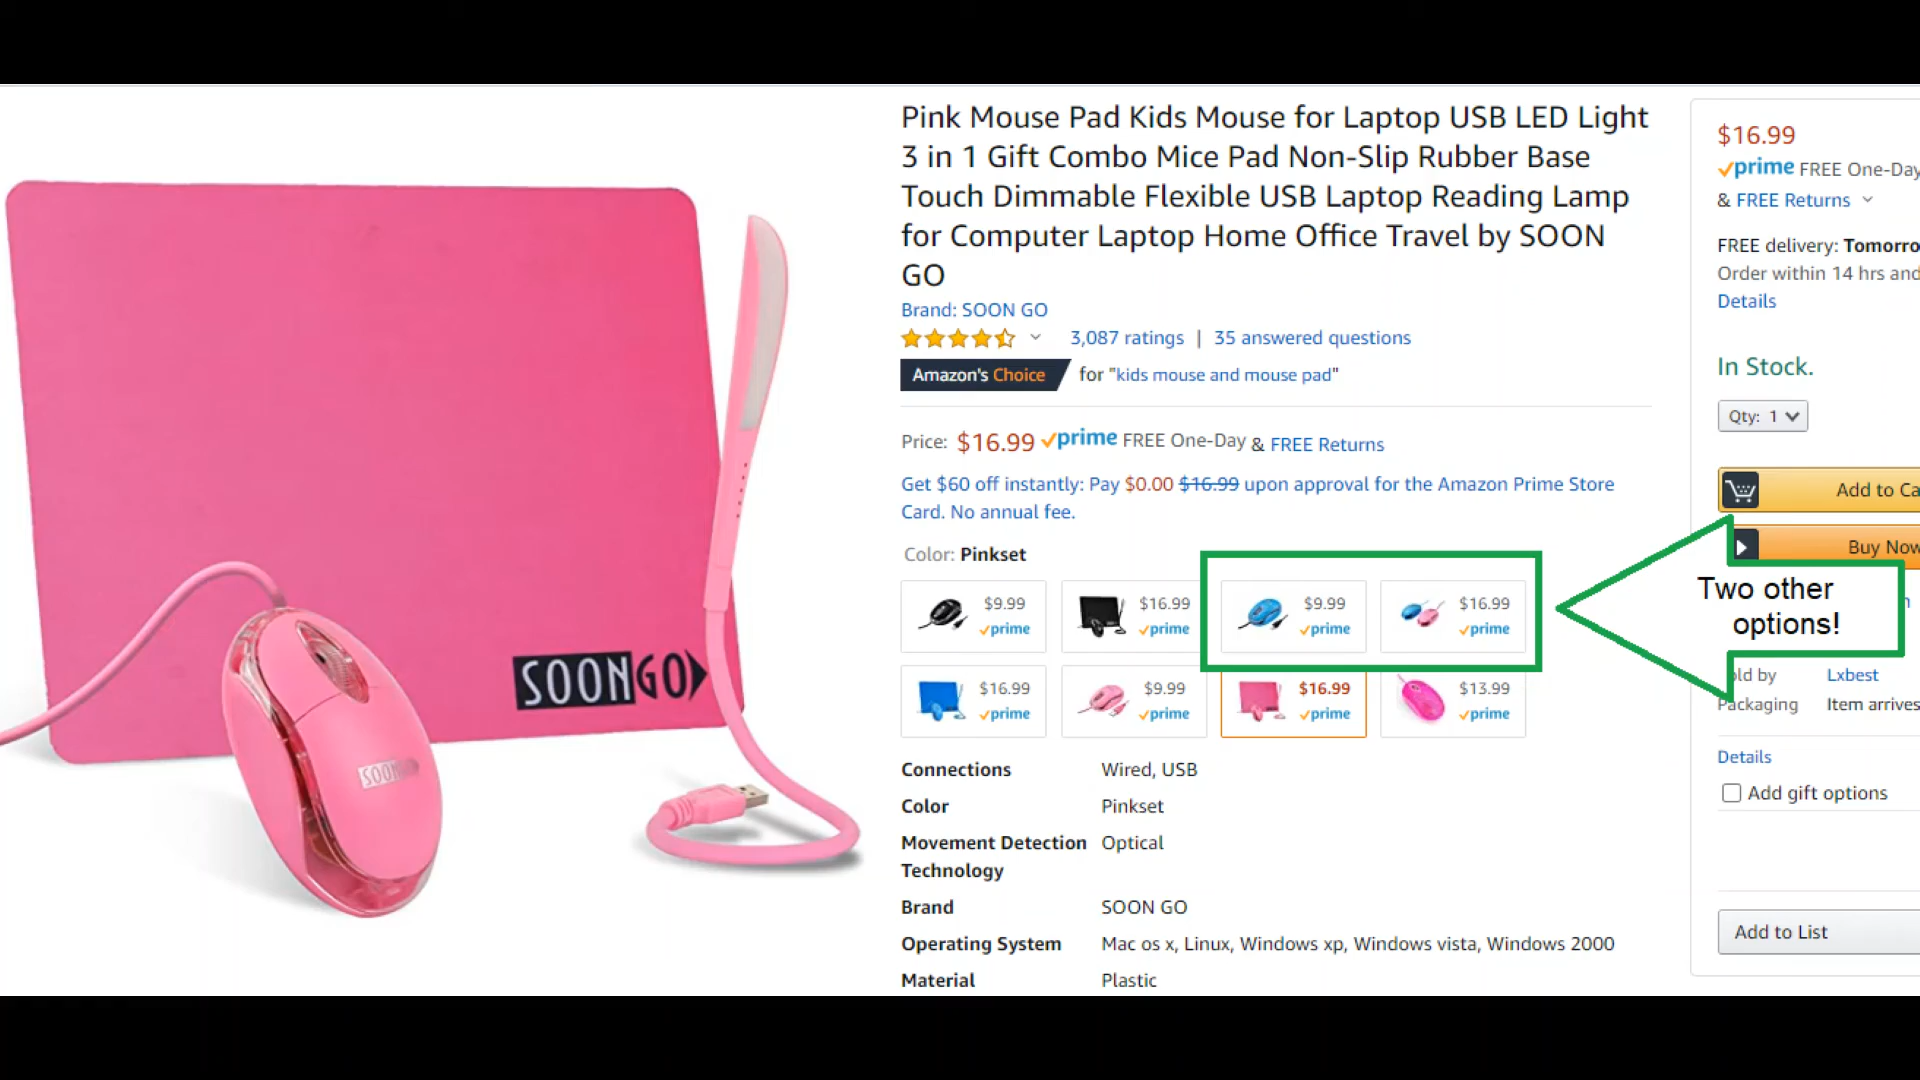 Pink Mouse Pad Kids Mouse for Laptop USB LED Light
3 in 1 Gift Combo Mice Pad Non-Slip Rubber Base
Touch Dimmable Flexible USB Laptop Reading Lamp
for Computer Laptop Home Office Travel by SOON
GO
Brand: SOON GO
3,087 ratings | 35 answered questions
Amazon's Choice for "kids mouse and mouse pad"
Price: $16.99 prime FREE One-Day & FREE Returns
Get $60 off instantly: Pay $0.00 $16.99 upon approval for the Amazon Prime Store
Card. No annual fee.
Color: Pinkset
$9.99 $16.99 $9.99 $16.99
prime prime prime prime
$16.99 $9.99 $16.99 $13.99
prime prime prime prime
Connections Wired, USB
Color Pinkset
Movement Detection Optical
Technology
Brand SOON GO
Operating System Mac os x, Linux, Windows xp, Windows vista, Windows 2000
Material Plastic
SOONGO
SOONGO
$16.99
prime FREE One-Day
& FREE Returns
FREE delivery: Tomorro
Order within 14 hrs and
Details
In Stock.
Qty: 1
Add to Ca
Buy Now
Two other
options!
old by Lxbest
Packaging Item arrives
Details
Add gift options
Add to List